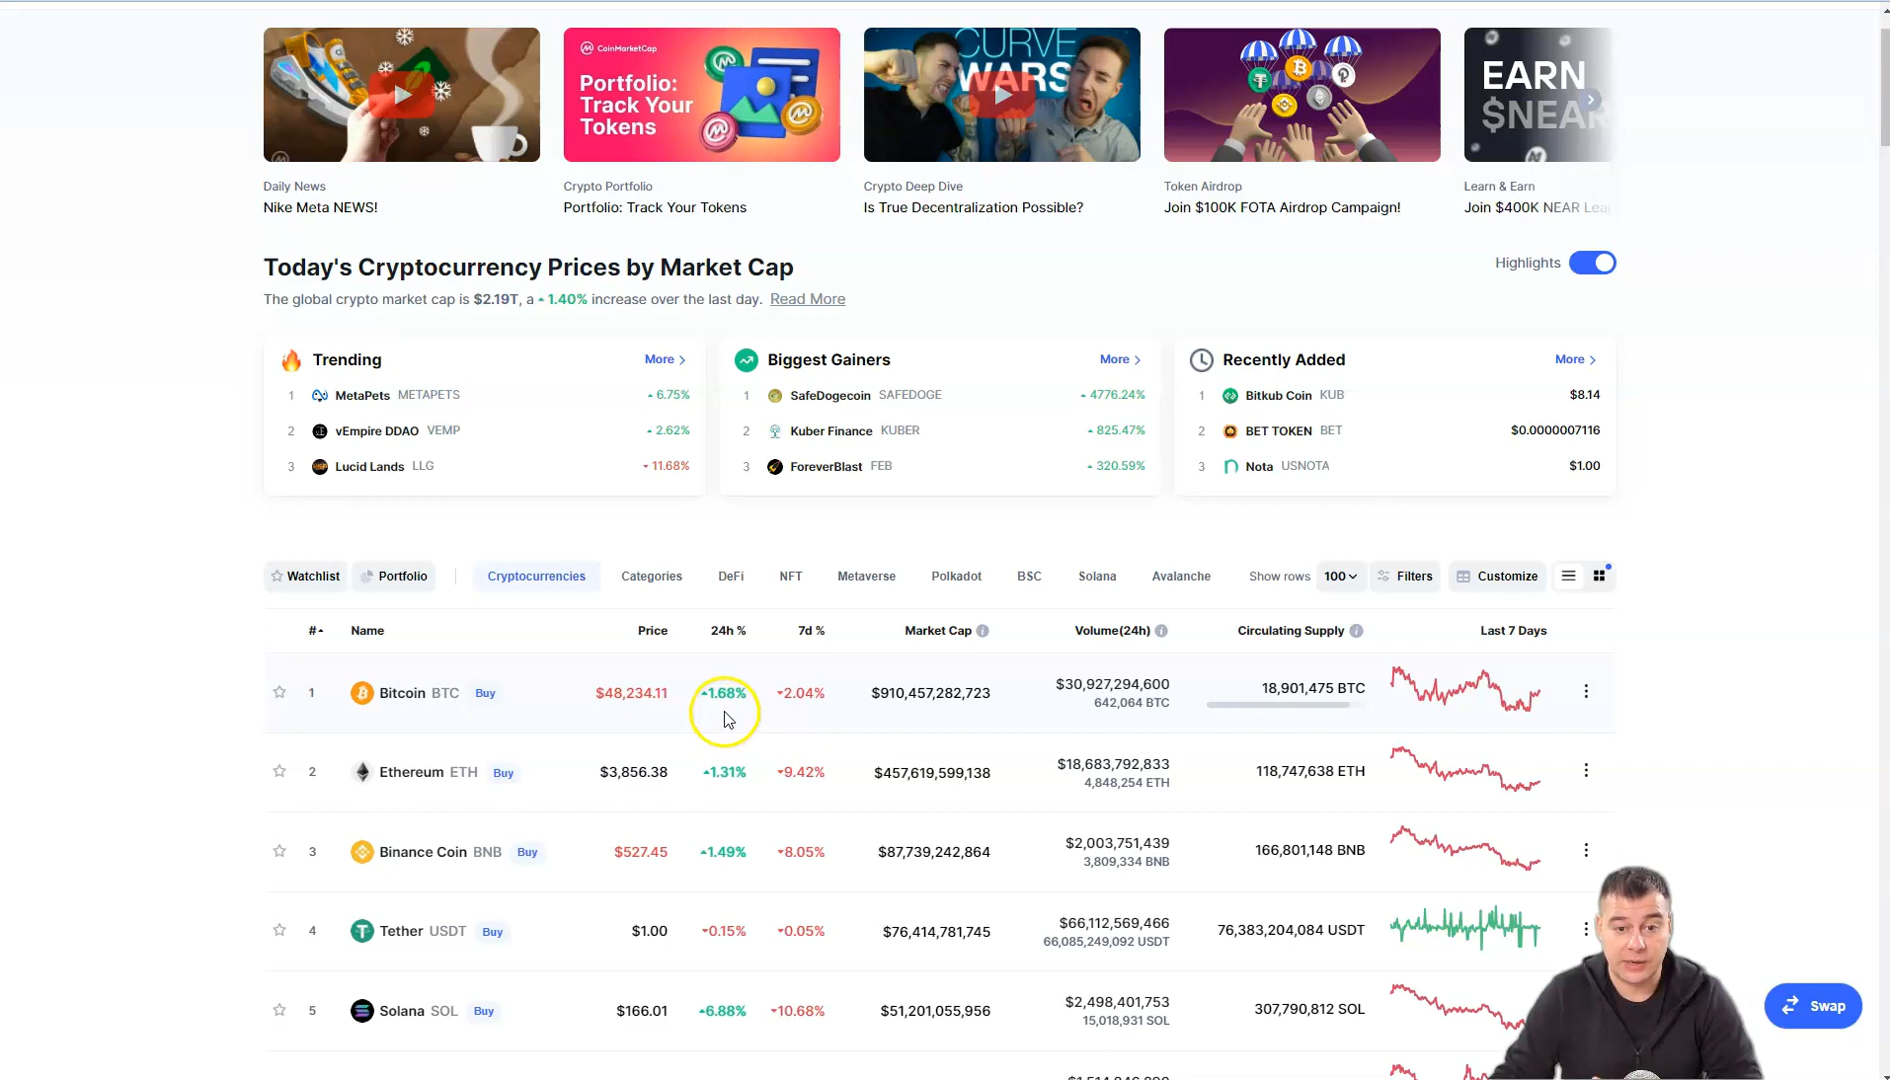 CoinMarketCap
Portfolio:
Track Your
Tokens
CURVE
WARS
EARN
$NEAR
Daily News
Nike Meta NEWS!
Crypto Portfolio
Portfolio: Track Your Tokens
Crypto Deep Dive
Is True Decentralization Possible?
Token Airdrop
Join $100K FOTA Airdrop Campaign!
Learn & Earn
Join $400K NEAR Lea
Today's Cryptocurrency Prices by Market Cap
Highlights
The global crypto market cap is $2.19T, a 1.40% increase over the last day. Read More
Trending More
1 MetaPets METAPETS 6.75%
2 vEmpire DDAO VEMP 2.62%
3 Lucid Lands LLG 11.68%
Biggest Gainers More
1 SafeDogecoin SAFEDOGE 4776.24%
2 Kuber Finance KUBER 825.47%
3 ForeverBlast FEB 320.59%
Recently Added More
1 Bitkub Coin KUB $8.14
2 BET TOKEN BET $0.0000007116
3 Nota USNOTA $1.00
Watchlist Portfolio Cryptocurrencies Categories DeFi NFT Metaverse Polkadot BSC Solana Avalanche Show rows 100 Filters Customize
# Name Price 24h % 7d % Market Cap Volume(24h) Circulating Supply Last 7 Days
1 Bitcoin BTC Buy $48,234.11 1.68% 2.04% $910,457,282,723 $30,927,294,600 18,901,475 BTC
642,064 BTC
2 Ethereum ETH Buy $3,856.38 1.31% 9.42% $457,619,599,138 $18,683,792,833 118,747,638 ETH
4,848,254 ETH
3 Binance Coin BNB Buy $527.45 1.49% 8.05% $87,739,242,864 $2,003,751,439 166,801,148 BNB
3,809,334 BNB
4 Tether USDT Buy $1.00 0.15% 0.05% $76,414,781,745 $66,112,569,466 76,383,204,084 USDT
66,085,249,092 USDT
5 Solana SOL Buy $166.01 6.88% 10.68% $51,201,055,956 $2,498,401,753 307,790,812 SOL
15,018,931 SOL
Swap